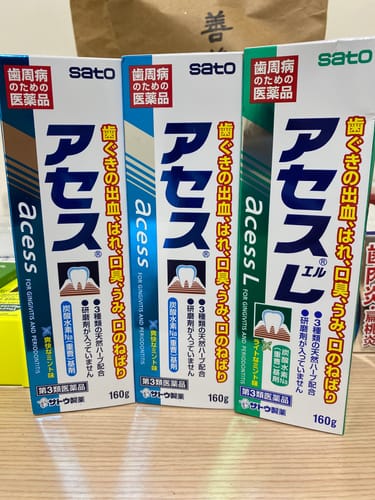 善
歯周病
のための
医薬品
sato
歯ぐきの出血、はれ、口臭、うみ、口のねばり
アセス®
acess
FOR GINGIVITIS AND PERIODONTITIS
・3種類の天然ハーブ配合
・研磨剤が入っていません
炭酸水素Na
(重曹)基剤
爽快なミント味
第3類医薬品
サトウ製薬
160g
歯周病
のための
医薬品
sato
歯ぐきの出血、はれ、口臭、うみ、口のねばり
アセス®
acess
FOR GINGIVITIS AND PERIODONTITIS
・3種類の天然ハーブ配合
・研磨剤が入っていません
炭酸水素Na
(重曹)基剤
爽快なミント味
第3類医薬品
サトウ製薬
160g
歯周病
のための
医薬品
sato
歯ぐきの出血、はれ、口臭、うみ、口のねばり
アセスL®
エル
acess L
FOR GINGIVITIS AND PERIODONTITIS
・3種類の天然ハーブ配合
・研磨剤が入っていません
炭酸水素Na
(重曹)基剤
ライトなミント味
第3類医薬品
サトウ製薬
160g
扁桃炎